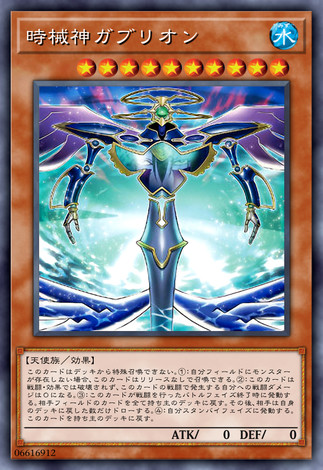 時械神ガブリオン
水
【天使族／効果】
このカードはデッキから特殊召喚できない。①：自分フィールドにモンスター
が存在しない場合、このカードはリリースなしで召喚できる。②：このカードは
戦闘・効果では破壊されず、このカードの戦闘で発生する自分への戦闘ダメー
ジは０になる。③：このカードが戦闘を行ったバトルフェイズ終了時に発動す
る。相手フィールドのカードを全て持ち主のデッキに戻す。その後、相手は自身
のデッキに戻した数だけドローする。④：自分スタンバイフェイズに発動する。
このカードを持ち主のデッキに戻す。
ATK/ 0 DEF/ 0
06616912